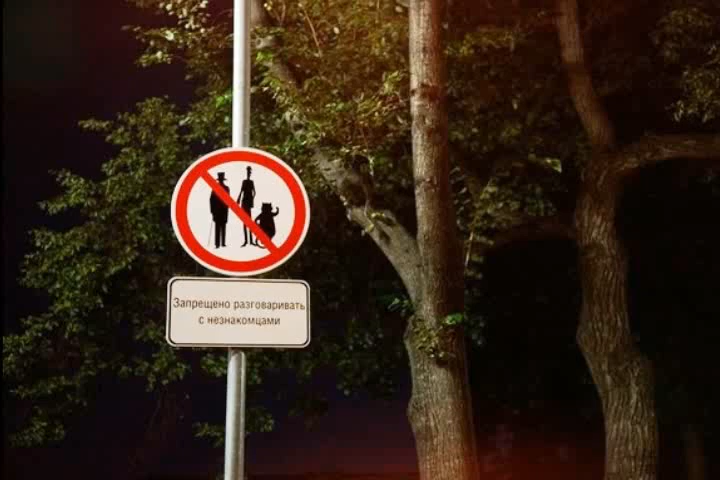 Запрещено разговаривать
с незнакомцами